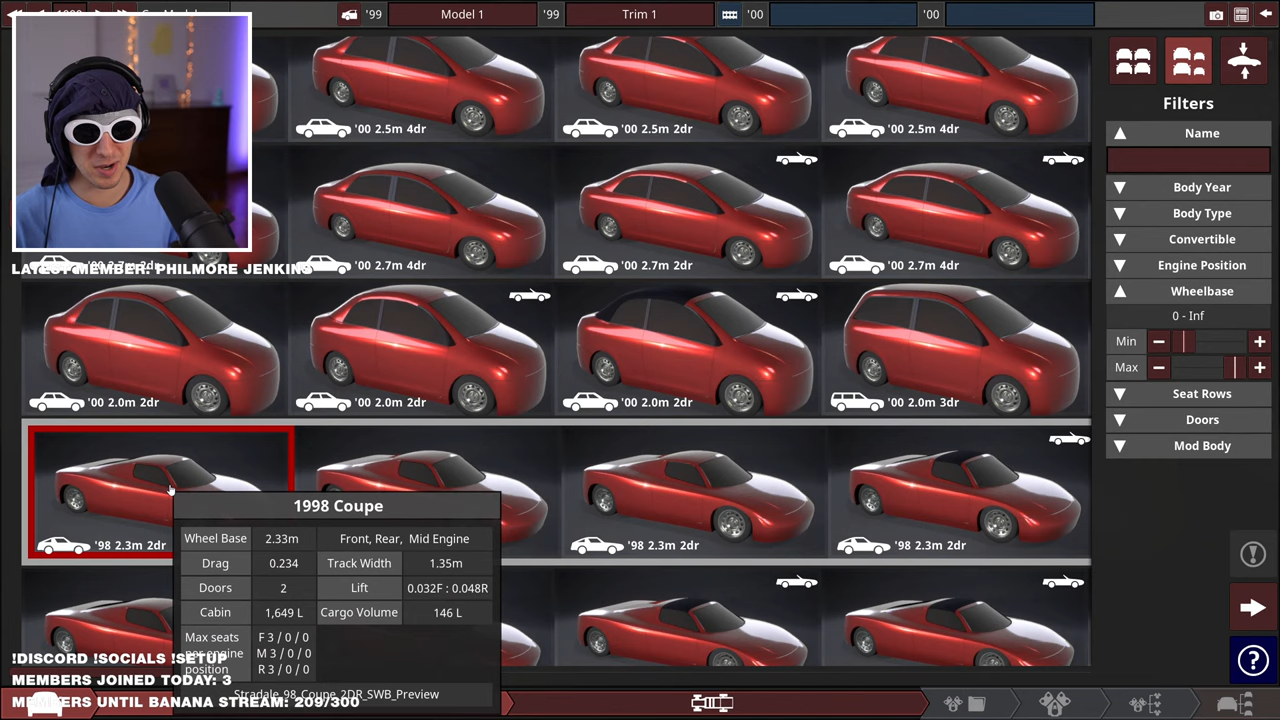 '99
Model 1
'99
Trim 1
'00
'00
'00 2.5m 4dr
'00 2.5m 2dr
'00 2.5m 4dr
LATEST MEMBER: PHILMORE JENKINS
'00 2.7m 4dr
'00 2.7m 2dr
'00 2.7m 4dr
'00 2.0m 2dr
'00 2.0m 2dr
'00 2.0m 2dr
'00 2.0m 3dr
'98 2.3m 2dr
'98 2.3m 2dr
'98 2.3m 2dr
1998 Coupe
Wheel Base 2.33m Front, Rear, Mid Engine
Drag 0.234 Track Width 1.35m
Doors 2 Lift 0.032F : 0.048R
Cabin 1,649 L Cargo Volume 146 L
Max seats
per engine
position
F 3 / 0 / 0
M 3 / 0 / 0
R 3 / 0 / 0
Stradale_98_Coupe_2DR_SWB_Preview
!DISCORD !SOCIALS !SETUP
MEMBERS JOINED TODAY: 3
MEMBERS UNTIL BANANA STREAM: 209/300
Filters
Name
Body Year
Body Type
Convertible
Engine Position
Wheelbase
0 - Inf
Min
Max
Seat Rows
Doors
Mod Body
?